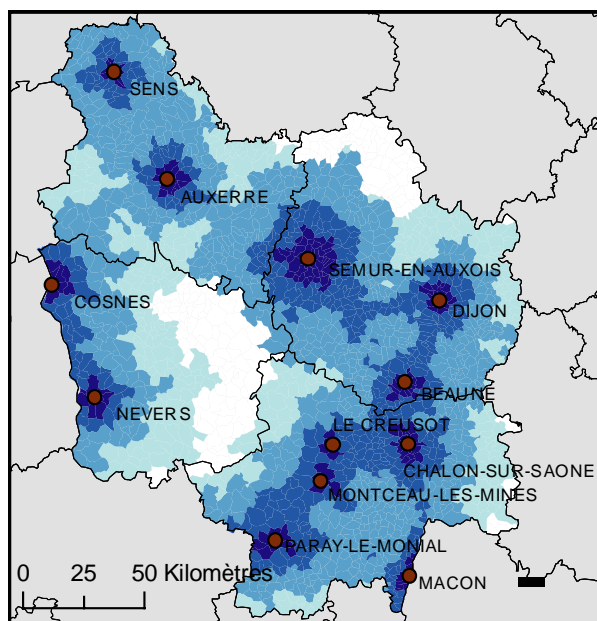 SENS
AUXERRE
SEMUR-EN-AUXOIS
COSNES
DIJON
BEAUNE
NEVERS
LE CREUSOT
CHALON-SUR-SAONE
MONTCEAU-LES-MINES
PARAY-LE-MONIAL
0 25 50 Kilomètres
MACON